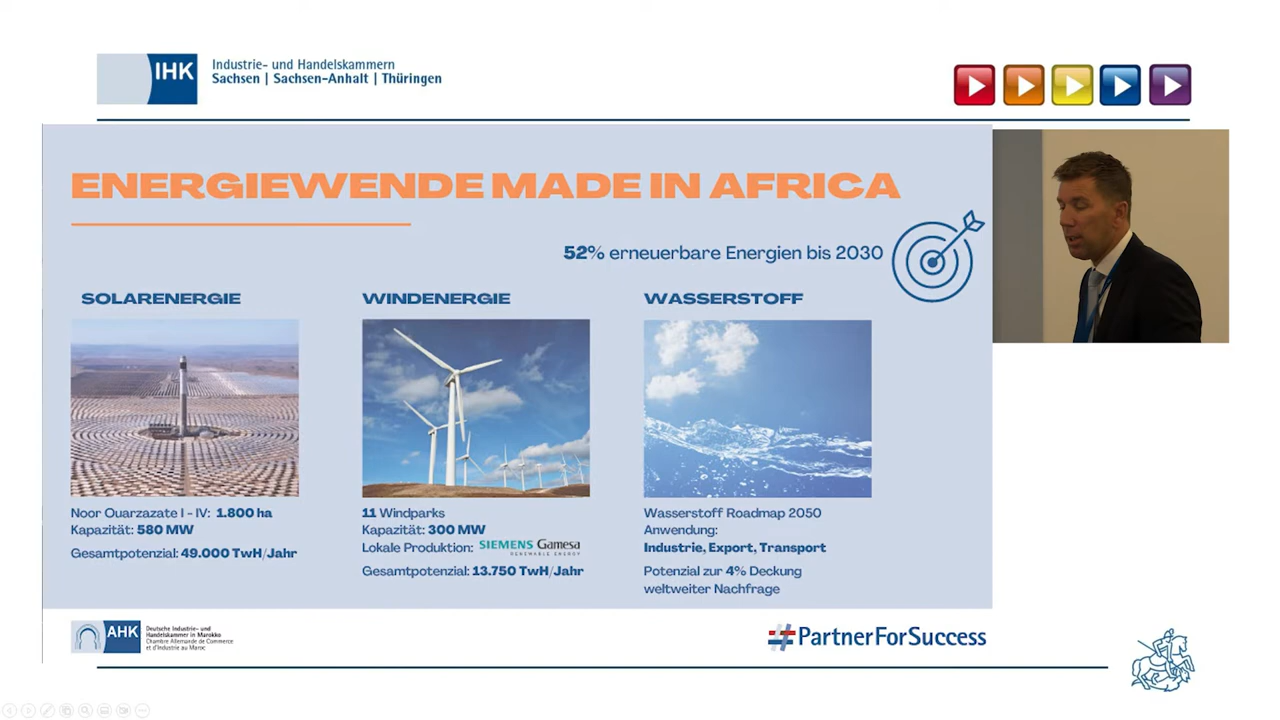 IHK
Industrie- und Handelskammern
Sachsen | Sachsen-Anhalt | Thüringen
ENERGIEWENDE MADE IN AFRICA
52% erneuerbare Energien bis 2030
SOLARENERGIE
Noor Ouarzazate I - IV: 1.800 ha
Kapazität: 580 MW
Gesamtpotenzial: 49.000 TwH/Jahr
WINDENERGIE
11 Windparks
Kapazität: 300 MW
Lokale Produktion: SIEMENS Gamesa
RENEWABLE ENERGY
Gesamtpotenzial: 13.750 TwH/Jahr
WASSERSTOFF
Wasserstoff Roadmap 2050
Anwendung:
Industrie, Export, Transport
Potenzial zur 4% Deckung
weltweiter Nachfrage
AHK
Deutsche Industrie- und
Handelskammer in Marokko
Chambre Allemande de Commerce
et d'Industrie au Maroc
#PartnerForSuccess